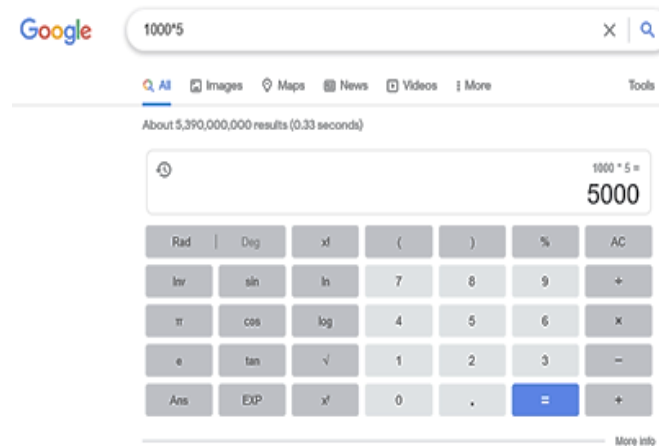 Google 1000*5
All Images Maps News Videos More Tools
About 5,390,000,000 results (0.33 seconds)
1000 * 5 =
5000
Rad | Deg x! ( ) % AC
Inv sin ln 7 8 9 ÷
π cos log 4 5 6 ×
e tan √ 1 2 3 −
Ans EXP xʸ 0 . = +
More info